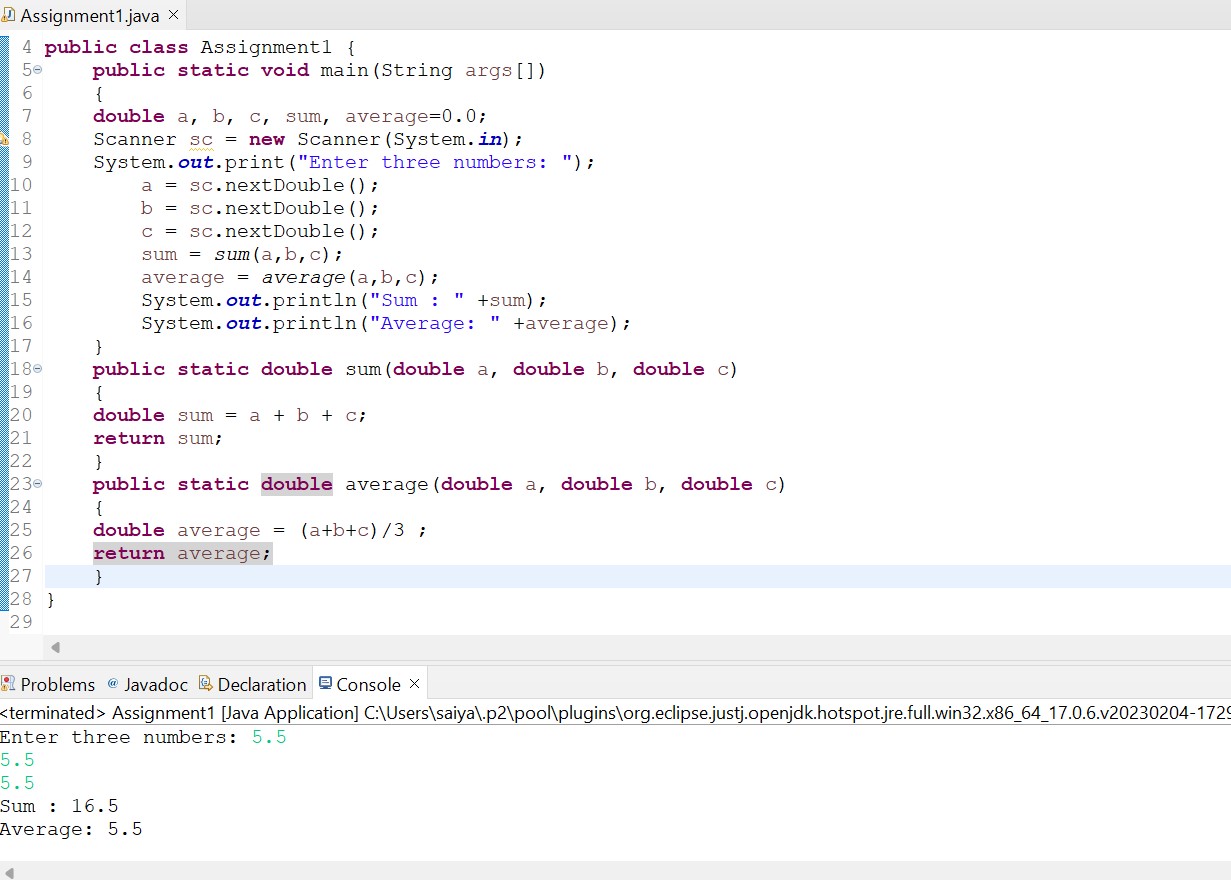 Assignment1.java
4 public class Assignment1 {
5 public static void main(String args[])
6 {
7 double a, b, c, sum, average=0.0;
8 Scanner sc = new Scanner(System.in);
9 System.out.print("Enter three numbers: ");
10 a = sc.nextDouble();
11 b = sc.nextDouble();
12 c = sc.nextDouble();
13 sum = sum(a,b,c);
14 average = average(a,b,c);
15 System.out.println("Sum : " +sum);
16 System.out.println("Average: " +average);
17 }
18 public static double sum(double a, double b, double c)
19 {
20 double sum = a + b + c;
21 return sum;
22 }
23 public static double average(double a, double b, double c)
24 {
25 double average = (a+b+c)/3 ;
26 return average;
27 }
28 }
29
Problems @ Javadoc Declaration Console
<terminated> Assignment1 [Java Application] C:\Users\saiya\.p2\pool\plugins\org.eclipse.justj.openjdk.hotspot.jre.full.win32.x86_64_17.0.6.v20230204-1729
Enter three numbers: 5.5
5.5
5.5
Sum : 16.5
Average: 5.5